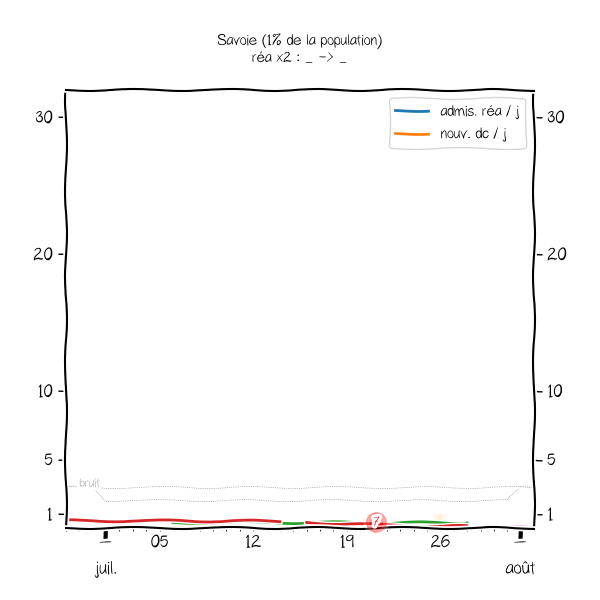 Savoie (1% de la population)
réa x2 : _ -> _
admis. réa / j
nouv. dc / j
30 30
20 20
10 10
5 5
bruit
1 1
7
05 12 19 26
juil. août